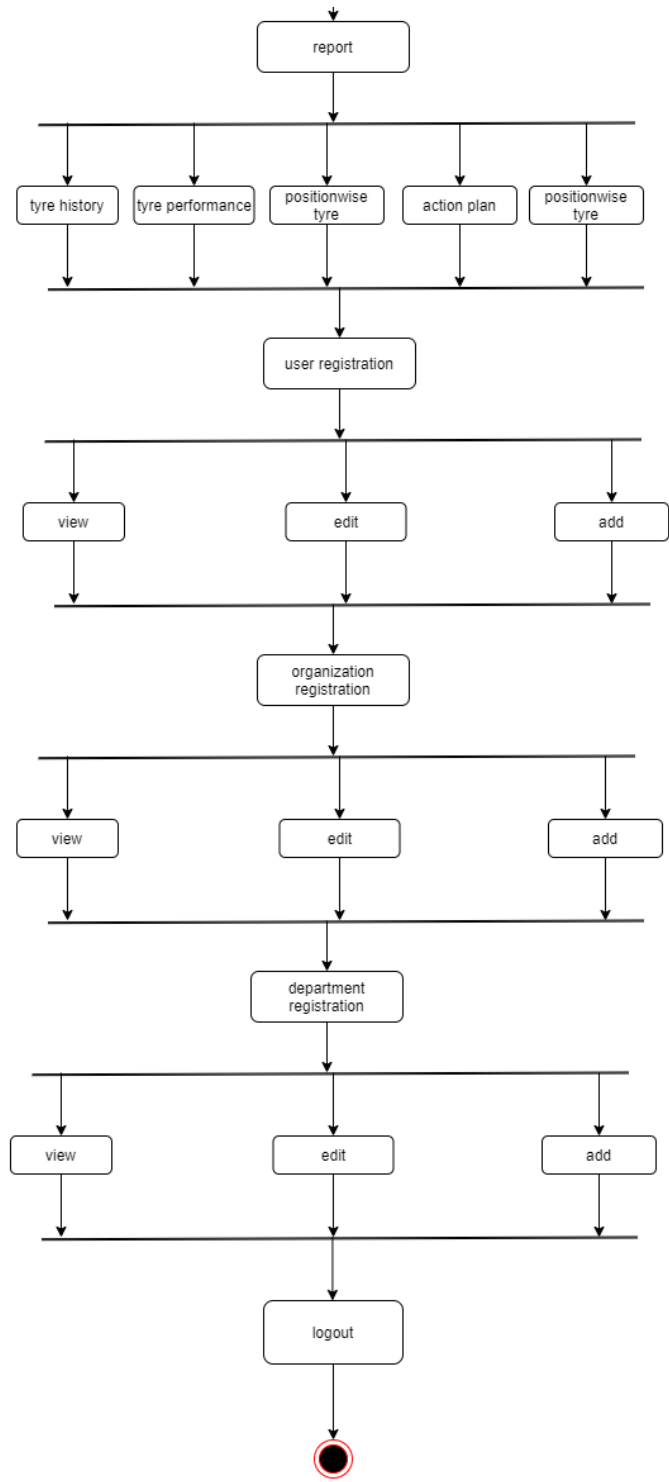 report
tyre history
tyre performance
positionwise
tyre
action plan
positionwise
tyre
user registration
view
edit
add
organization
registration
view
edit
add
department
registration
view
edit
add
logout